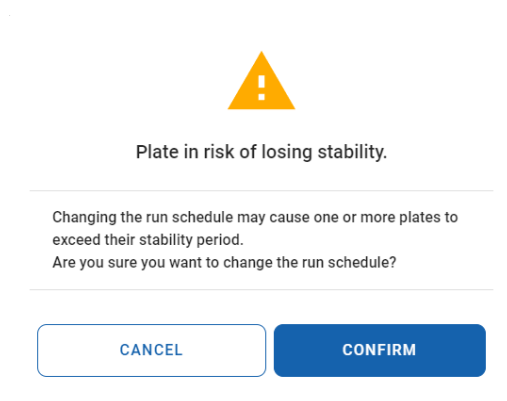 Plate in risk of losing stability.
Changing the run schedule may cause one or more plates to
exceed their stability period.
Are you sure you want to change the run schedule?
CANCEL
CONFIRM